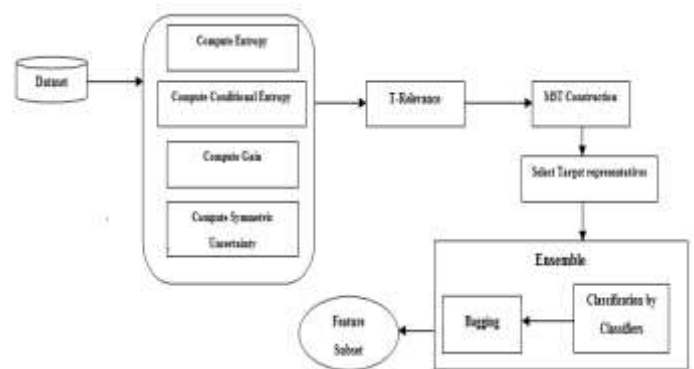 Compute Entropy
Dataset
Compute Conditional Entropy
T-Relevance
MST Construction
Compute Gain
Select Target representatives
Compute Symmetric
Uncertainty
Ensemble
Classification by
Classifiers
Bagging
Feature
Subset